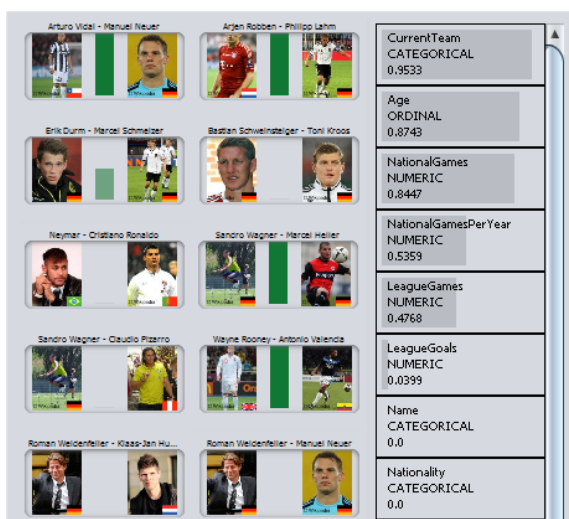 Arturo Vidal - Manuel Neuer
Arjen Robben - Philipp Lahm
Erik Durm - Marcel Schmelzer
Bastian Schweinsteiger - Toni Kroos
Neymar - Cristiano Ronaldo
Sandro Wagner - Marcel Heller
Sandro Wagner - Claudio Pizarro
Wayne Rooney - Antonio Valencia
Roman Weidenfeller - Klaas-Jan Hu...
Roman Weidenfeller - Manuel Neuer
CurrentTeam
CATEGORICAL
0.9533
Age
ORDINAL
0.8743
NationalGames
NUMERIC
0.8447
NationalGamesPerYear
NUMERIC
0.5359
LeagueGames
NUMERIC
0.4768
LeagueGoals
NUMERIC
0.0399
Name
CATEGORICAL
0.0
Nationality
CATEGORICAL
0.0